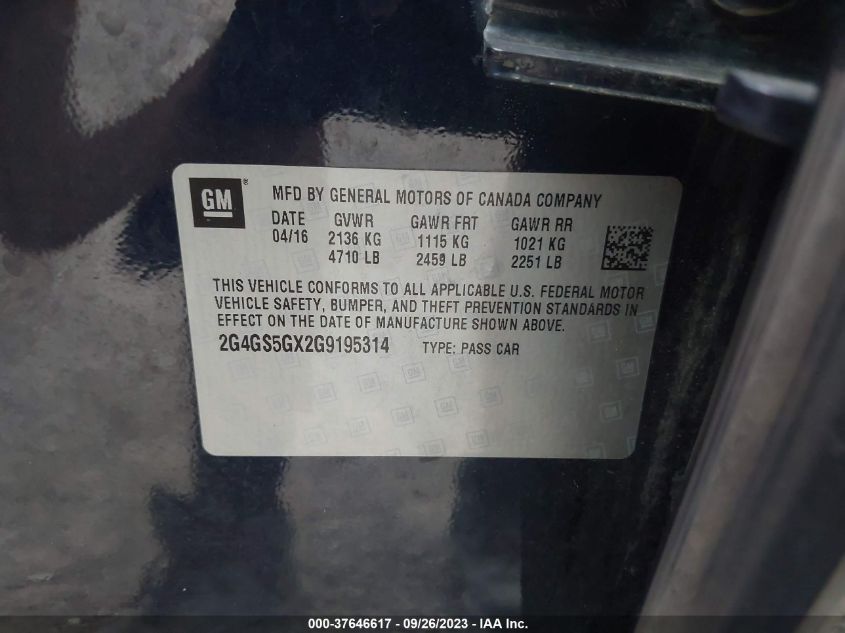 GM ® MFD BY GENERAL MOTORS OF CANADA COMPANY
DATE GVWR GAWR FRT GAWR RR
04/16 2136 KG 1115 KG 1021 KG
4710 LB 2459 LB 2251 LB
THIS VEHICLE CONFORMS TO ALL APPLICABLE U.S. FEDERAL MOTOR
VEHICLE SAFETY, BUMPER, AND THEFT PREVENTION STANDARDS IN
EFFECT ON THE DATE OF MANUFACTURE SHOWN ABOVE.
2G4GS5GX2G9195314 TYPE: PASS CAR
000-37646617 - 09/26/2023 - © IAA, Inc.